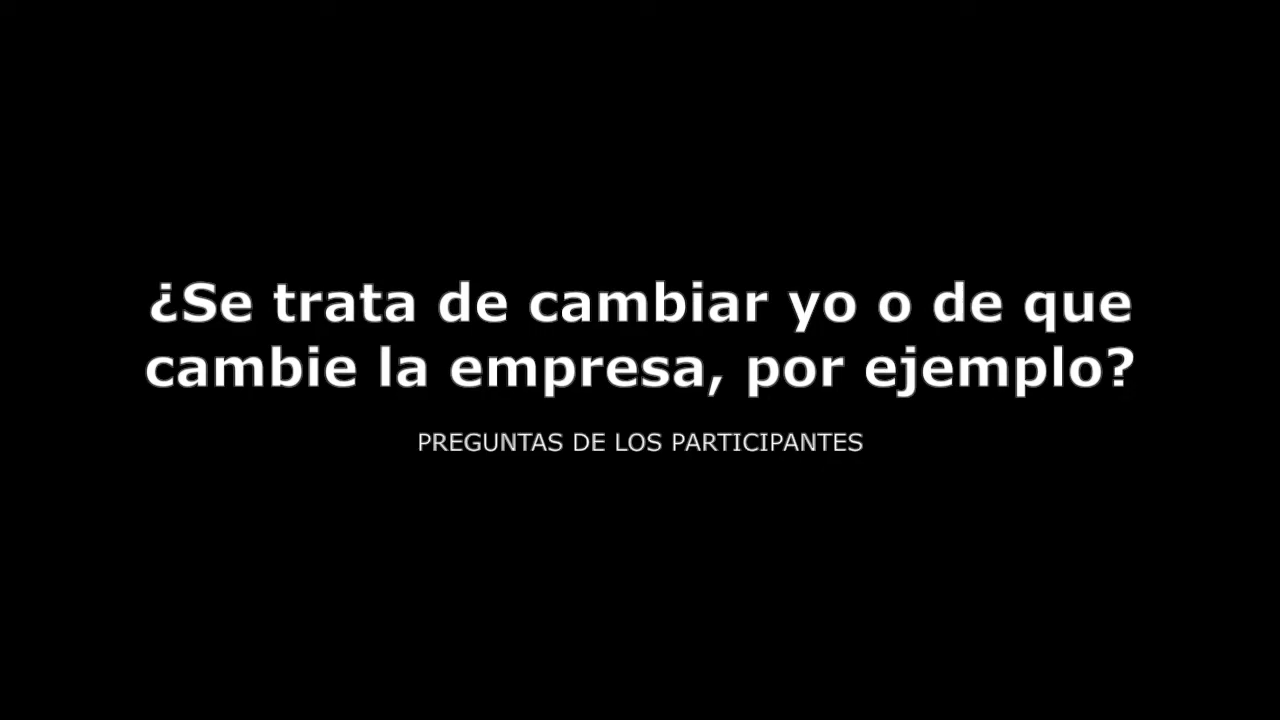 ¿Se trata de cambiar yo o de que
cambie la empresa, por ejemplo?
PREGUNTAS DE LOS PARTICIPANTES